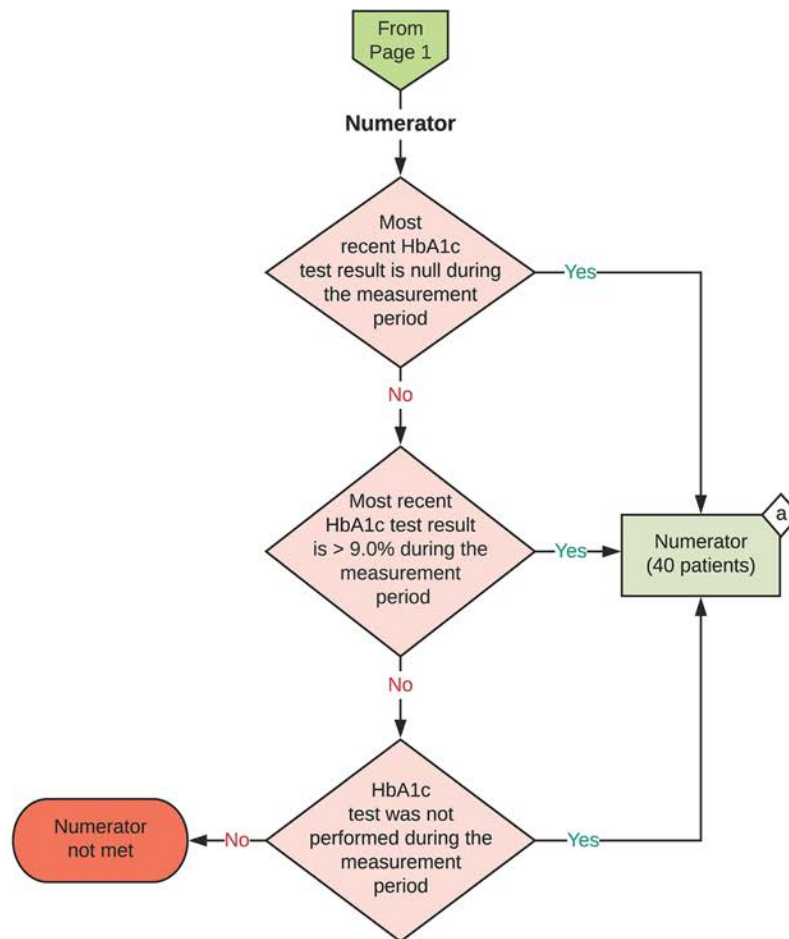 From
Page 1
Numerator
Most
recent HbA1c
test result is null during
the measurement
period
Yes
No
Most recent
HbA1c test result
is > 9.0% during the
measurement
period
Yes
a
Numerator
(40 patients)
No
HbA1c
test was not
performed during the
measurement
period
Yes
No
Numerator
not met